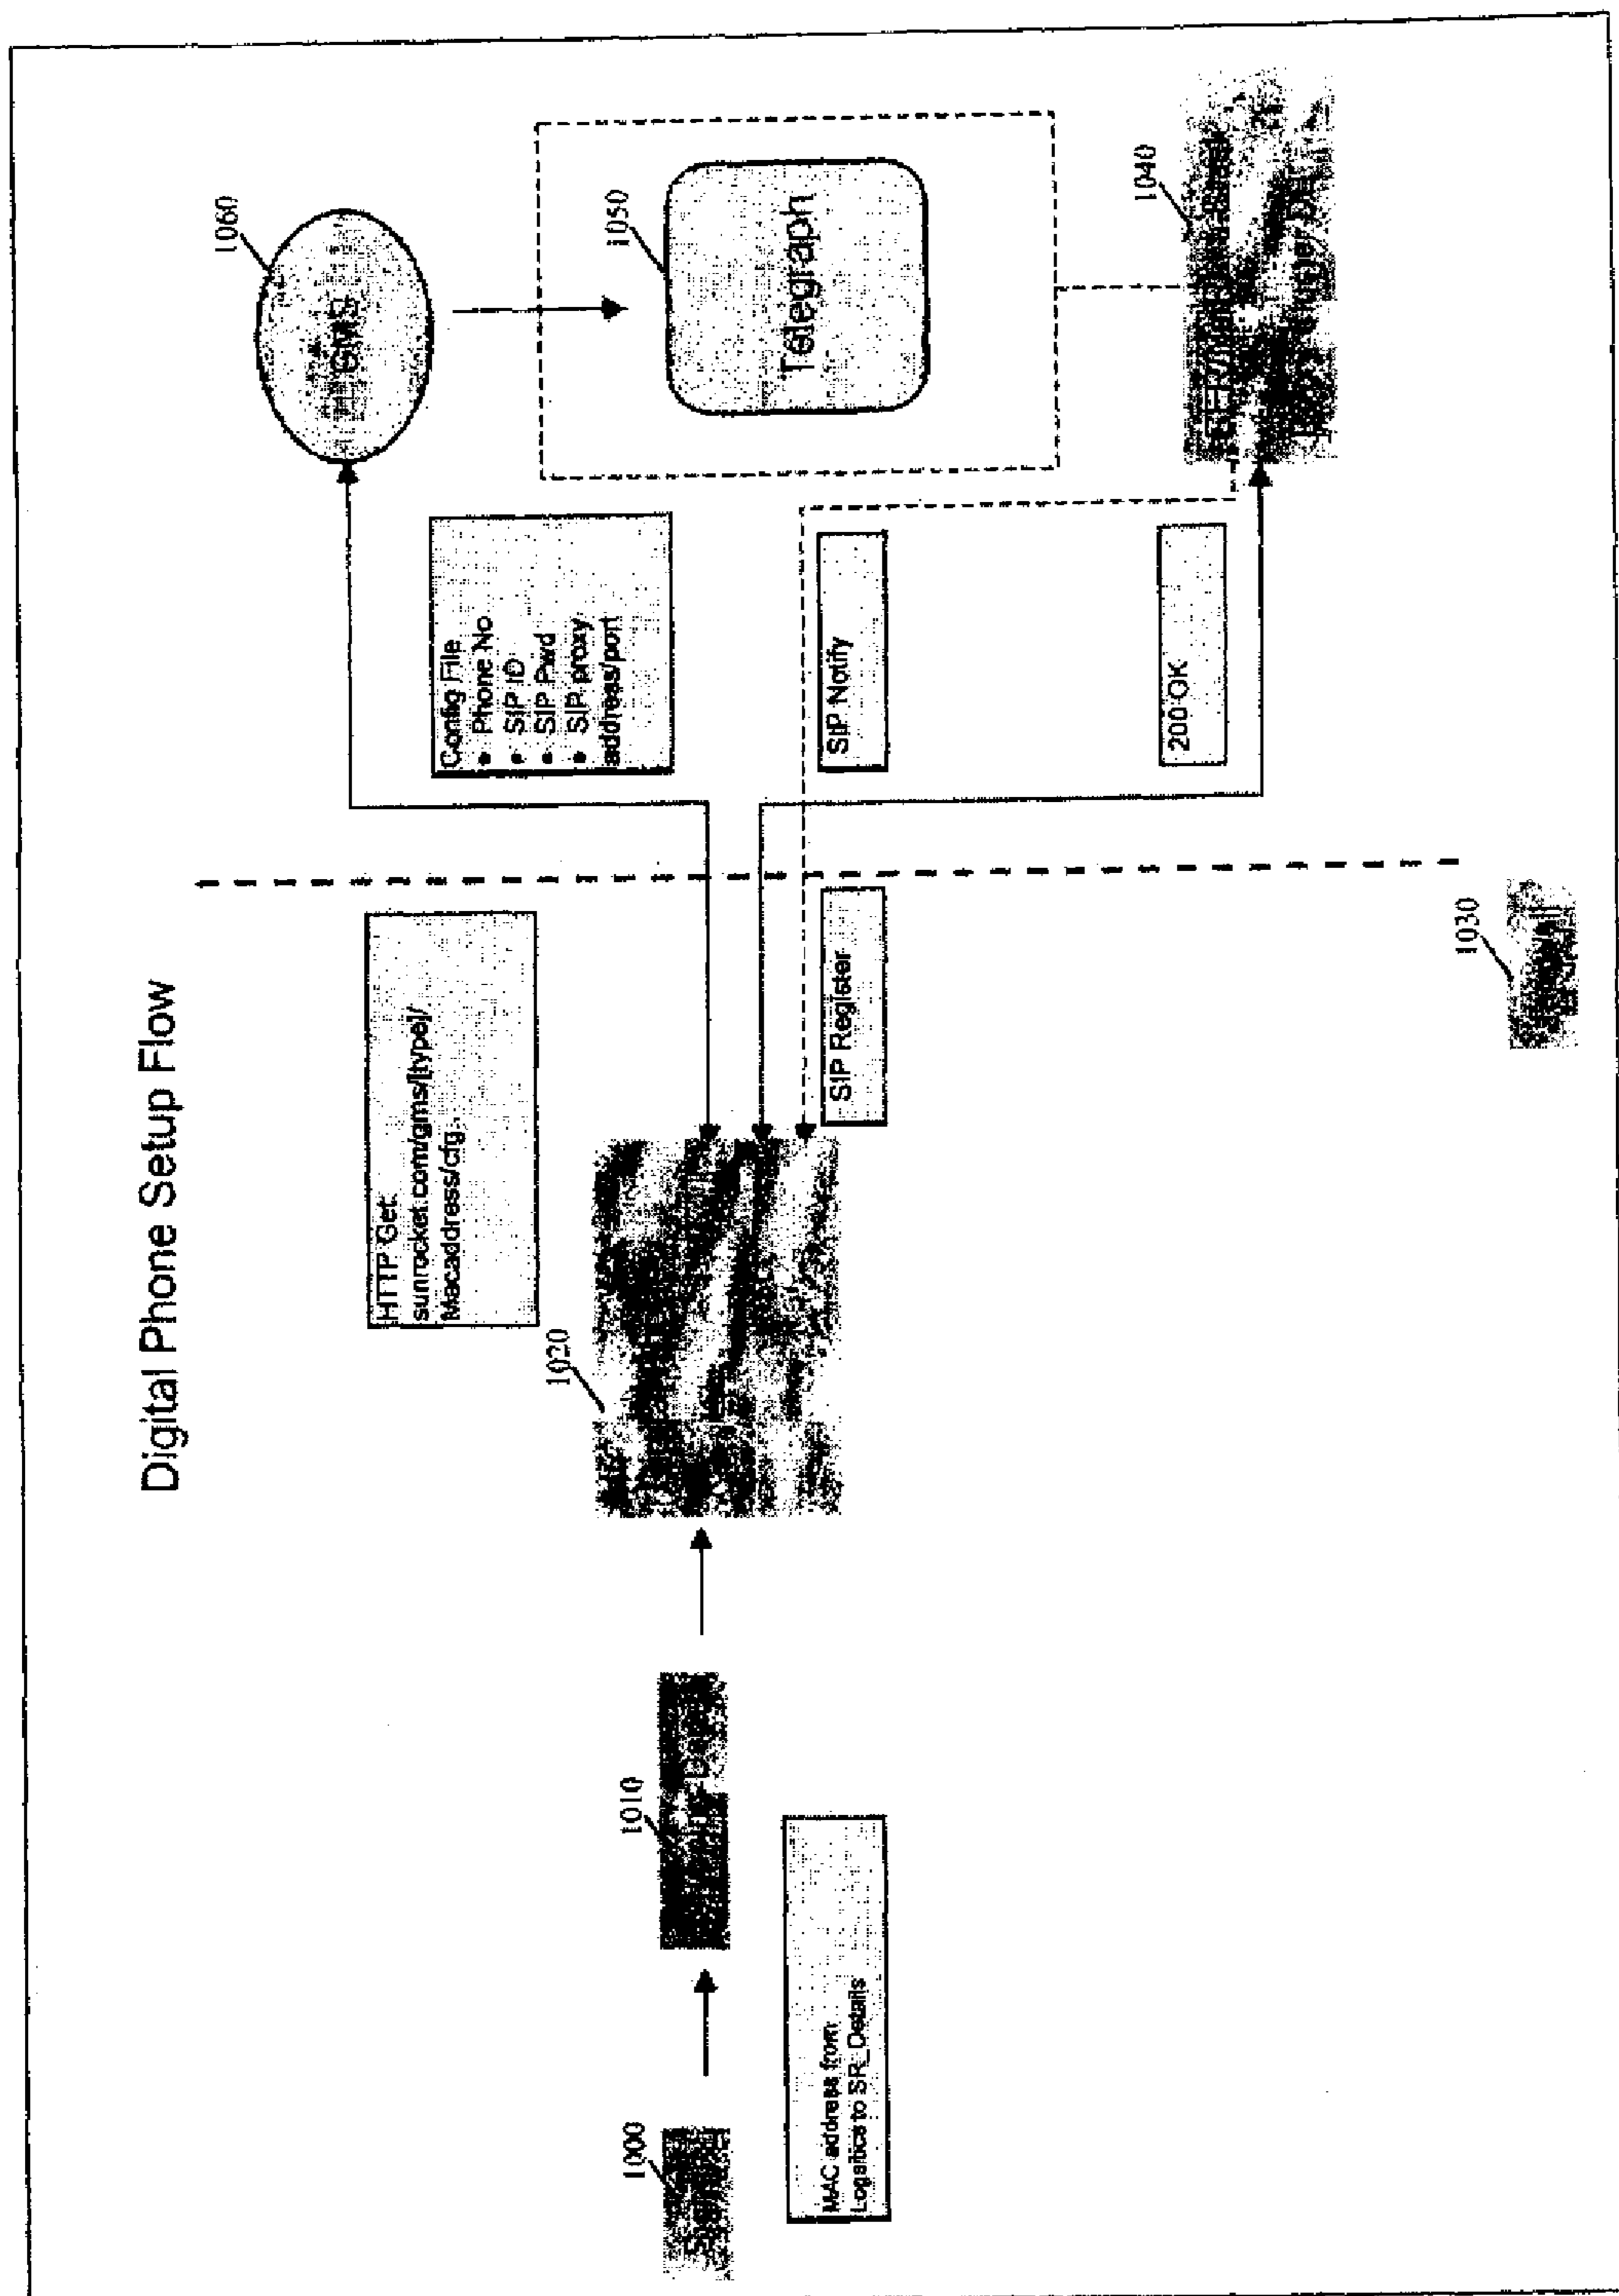 Digital Phone Setup Flow
1000
MAC address from
Logsitics to SR_Details
1010
1020
HTTP Get:
sunrocket.com/gms/[type]/
Macaddress/cfg...
SIP Register
1030
Config File
• Phone No
• SIP ID
• SIP Pwd
• SIP proxy
address/port
SIP Notify
200 OK
1060
GMS
1050
Telegraph
1040